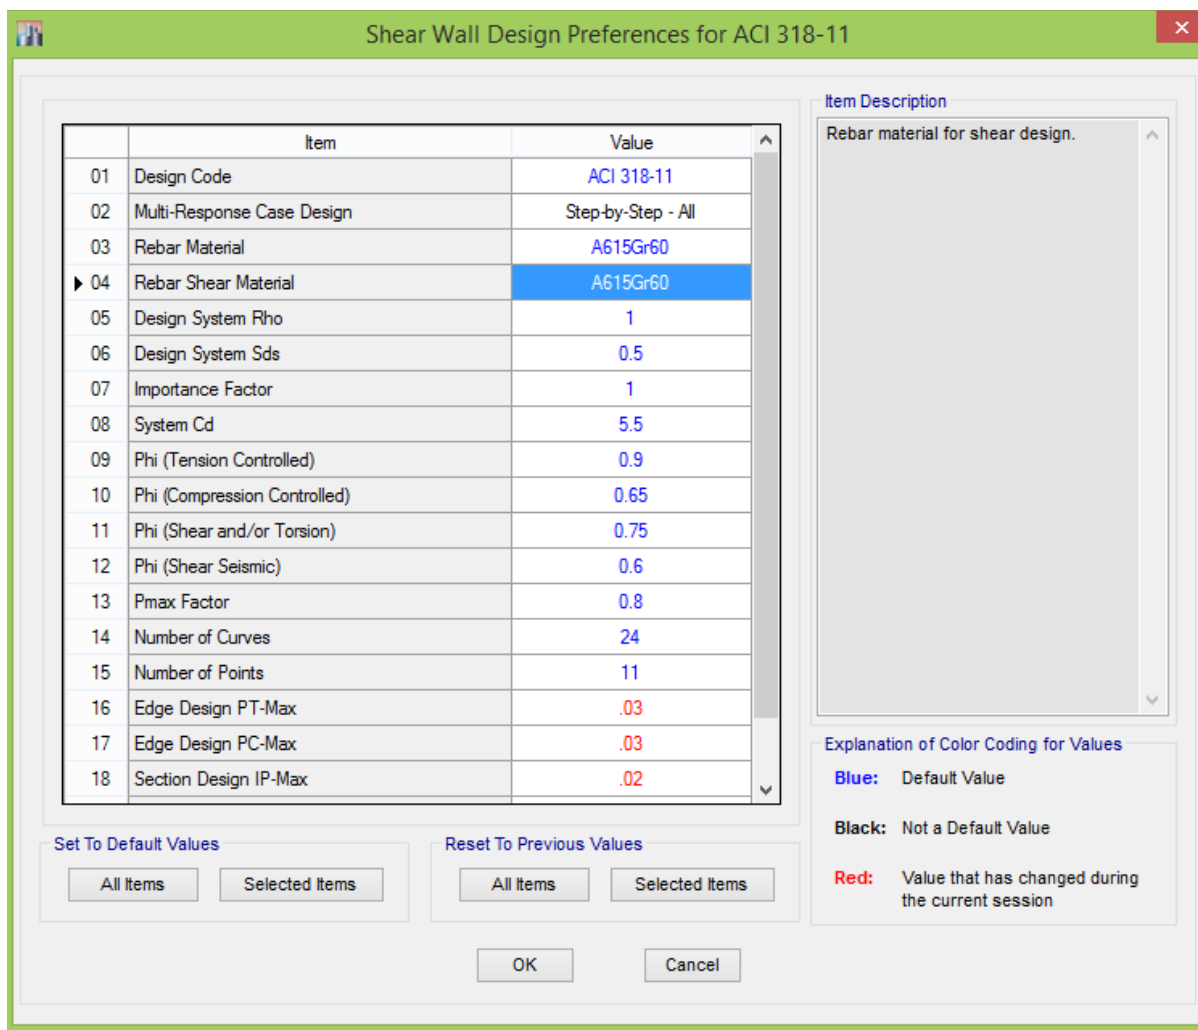 Shear Wall Design Preferences for ACI 318-11
Item Value
01 Design Code ACI 318-11
02 Multi-Response Case Design Step-by-Step - All
03 Rebar Material A615Gr60
04 Rebar Shear Material A615Gr60
05 Design System Rho 1
06 Design System Sds 0.5
07 Importance Factor 1
08 System Cd 5.5
09 Phi (Tension Controlled) 0.9
10 Phi (Compression Controlled) 0.65
11 Phi (Shear and/or Torsion) 0.75
12 Phi (Shear Seismic) 0.6
13 Pmax Factor 0.8
14 Number of Curves 24
15 Number of Points 11
16 Edge Design PT-Max .03
17 Edge Design PC-Max .03
18 Section Design IP-Max .02
Set To Default Values
All Items Selected Items
Reset To Previous Values
All Items Selected Items
Item Description
Rebar material for shear design.
Explanation of Color Coding for Values
Blue: Default Value
Black: Not a Default Value
Red: Value that has changed during
the current session
OK Cancel